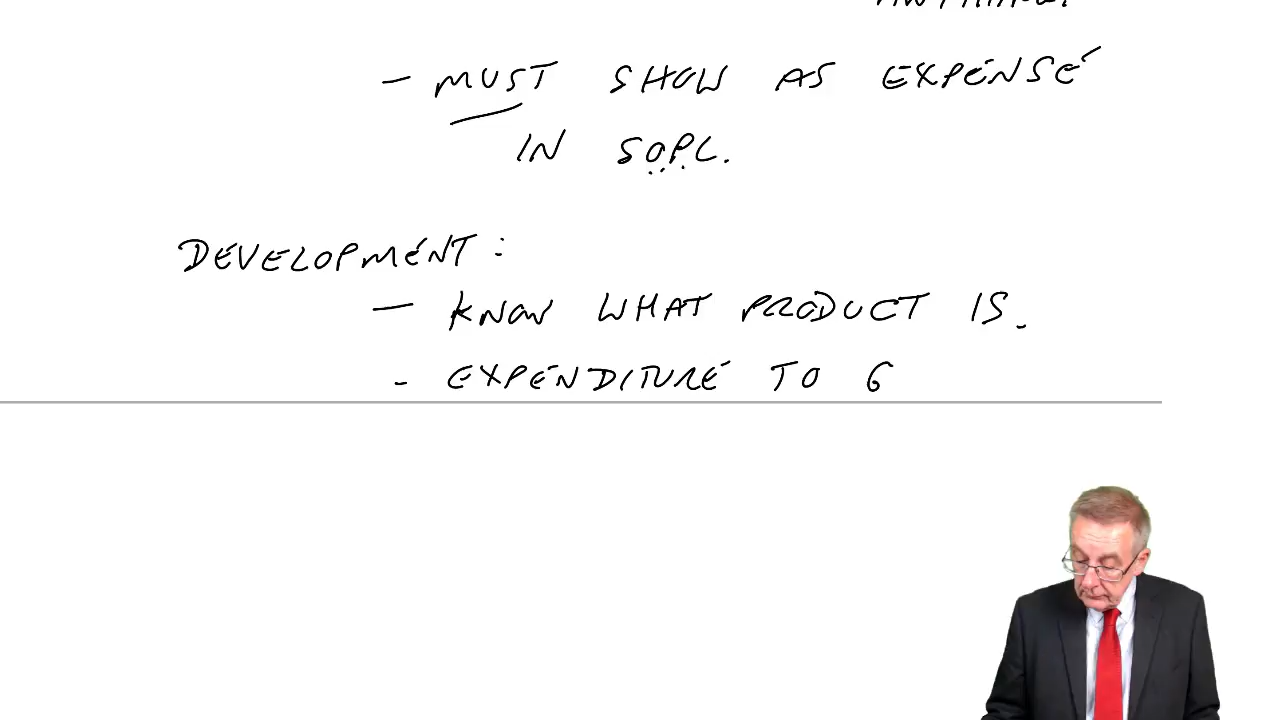 - MUST SHOW AS EXPENSE
IN SOPL.
DEVELOPMENT:
- KNOW WHAT PRODUCT IS.
- EXPENDITURE TO G